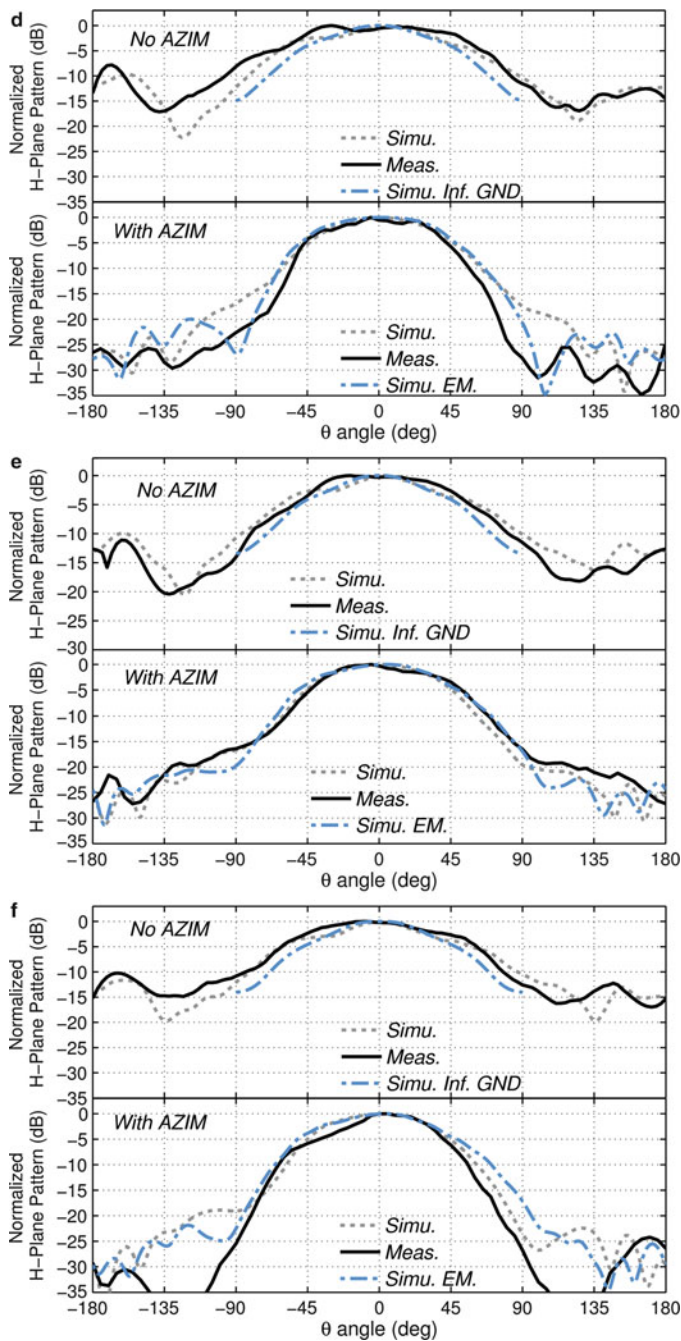 d
No AZIM
Normalized
H-Plane Pattern (dB)
0
−5
−10
−15
−20
−25
−30
−35
Simu.
Meas.
Simu. Inf. GND
With AZIM
Normalized
H-Plane Pattern (dB)
0
−5
−10
−15
−20
−25
−30
−35
Simu.
Meas.
Simu. EM.
−180 −135 −90 −45 0 45 90 135 180
θ angle (deg)
e
No AZIM
Normalized
H-Plane Pattern (dB)
0
−5
−10
−15
−20
−25
−30
Simu.
Meas.
Simu. Inf. GND
With AZIM
Normalized
H-Plane Pattern (dB)
0
−5
−10
−15
−20
−25
−30
−35
Simu.
Meas.
Simu. EM.
−180 −135 −90 −45 0 45 90 135 180
θ angle (deg)
f
No AZIM
Normalized
H-Plane Pattern (dB)
0
−5
−10
−15
−20
−25
−30
−35
Simu.
Meas.
Simu. Inf. GND
With AZIM
Normalized
H-Plane Pattern (dB)
0
−5
−10
−15
−20
−25
−30
−35
Simu.
Meas.
Simu. EM.
−180 −135 −90 −45 0 45 90 135 180
θ angle (deg)